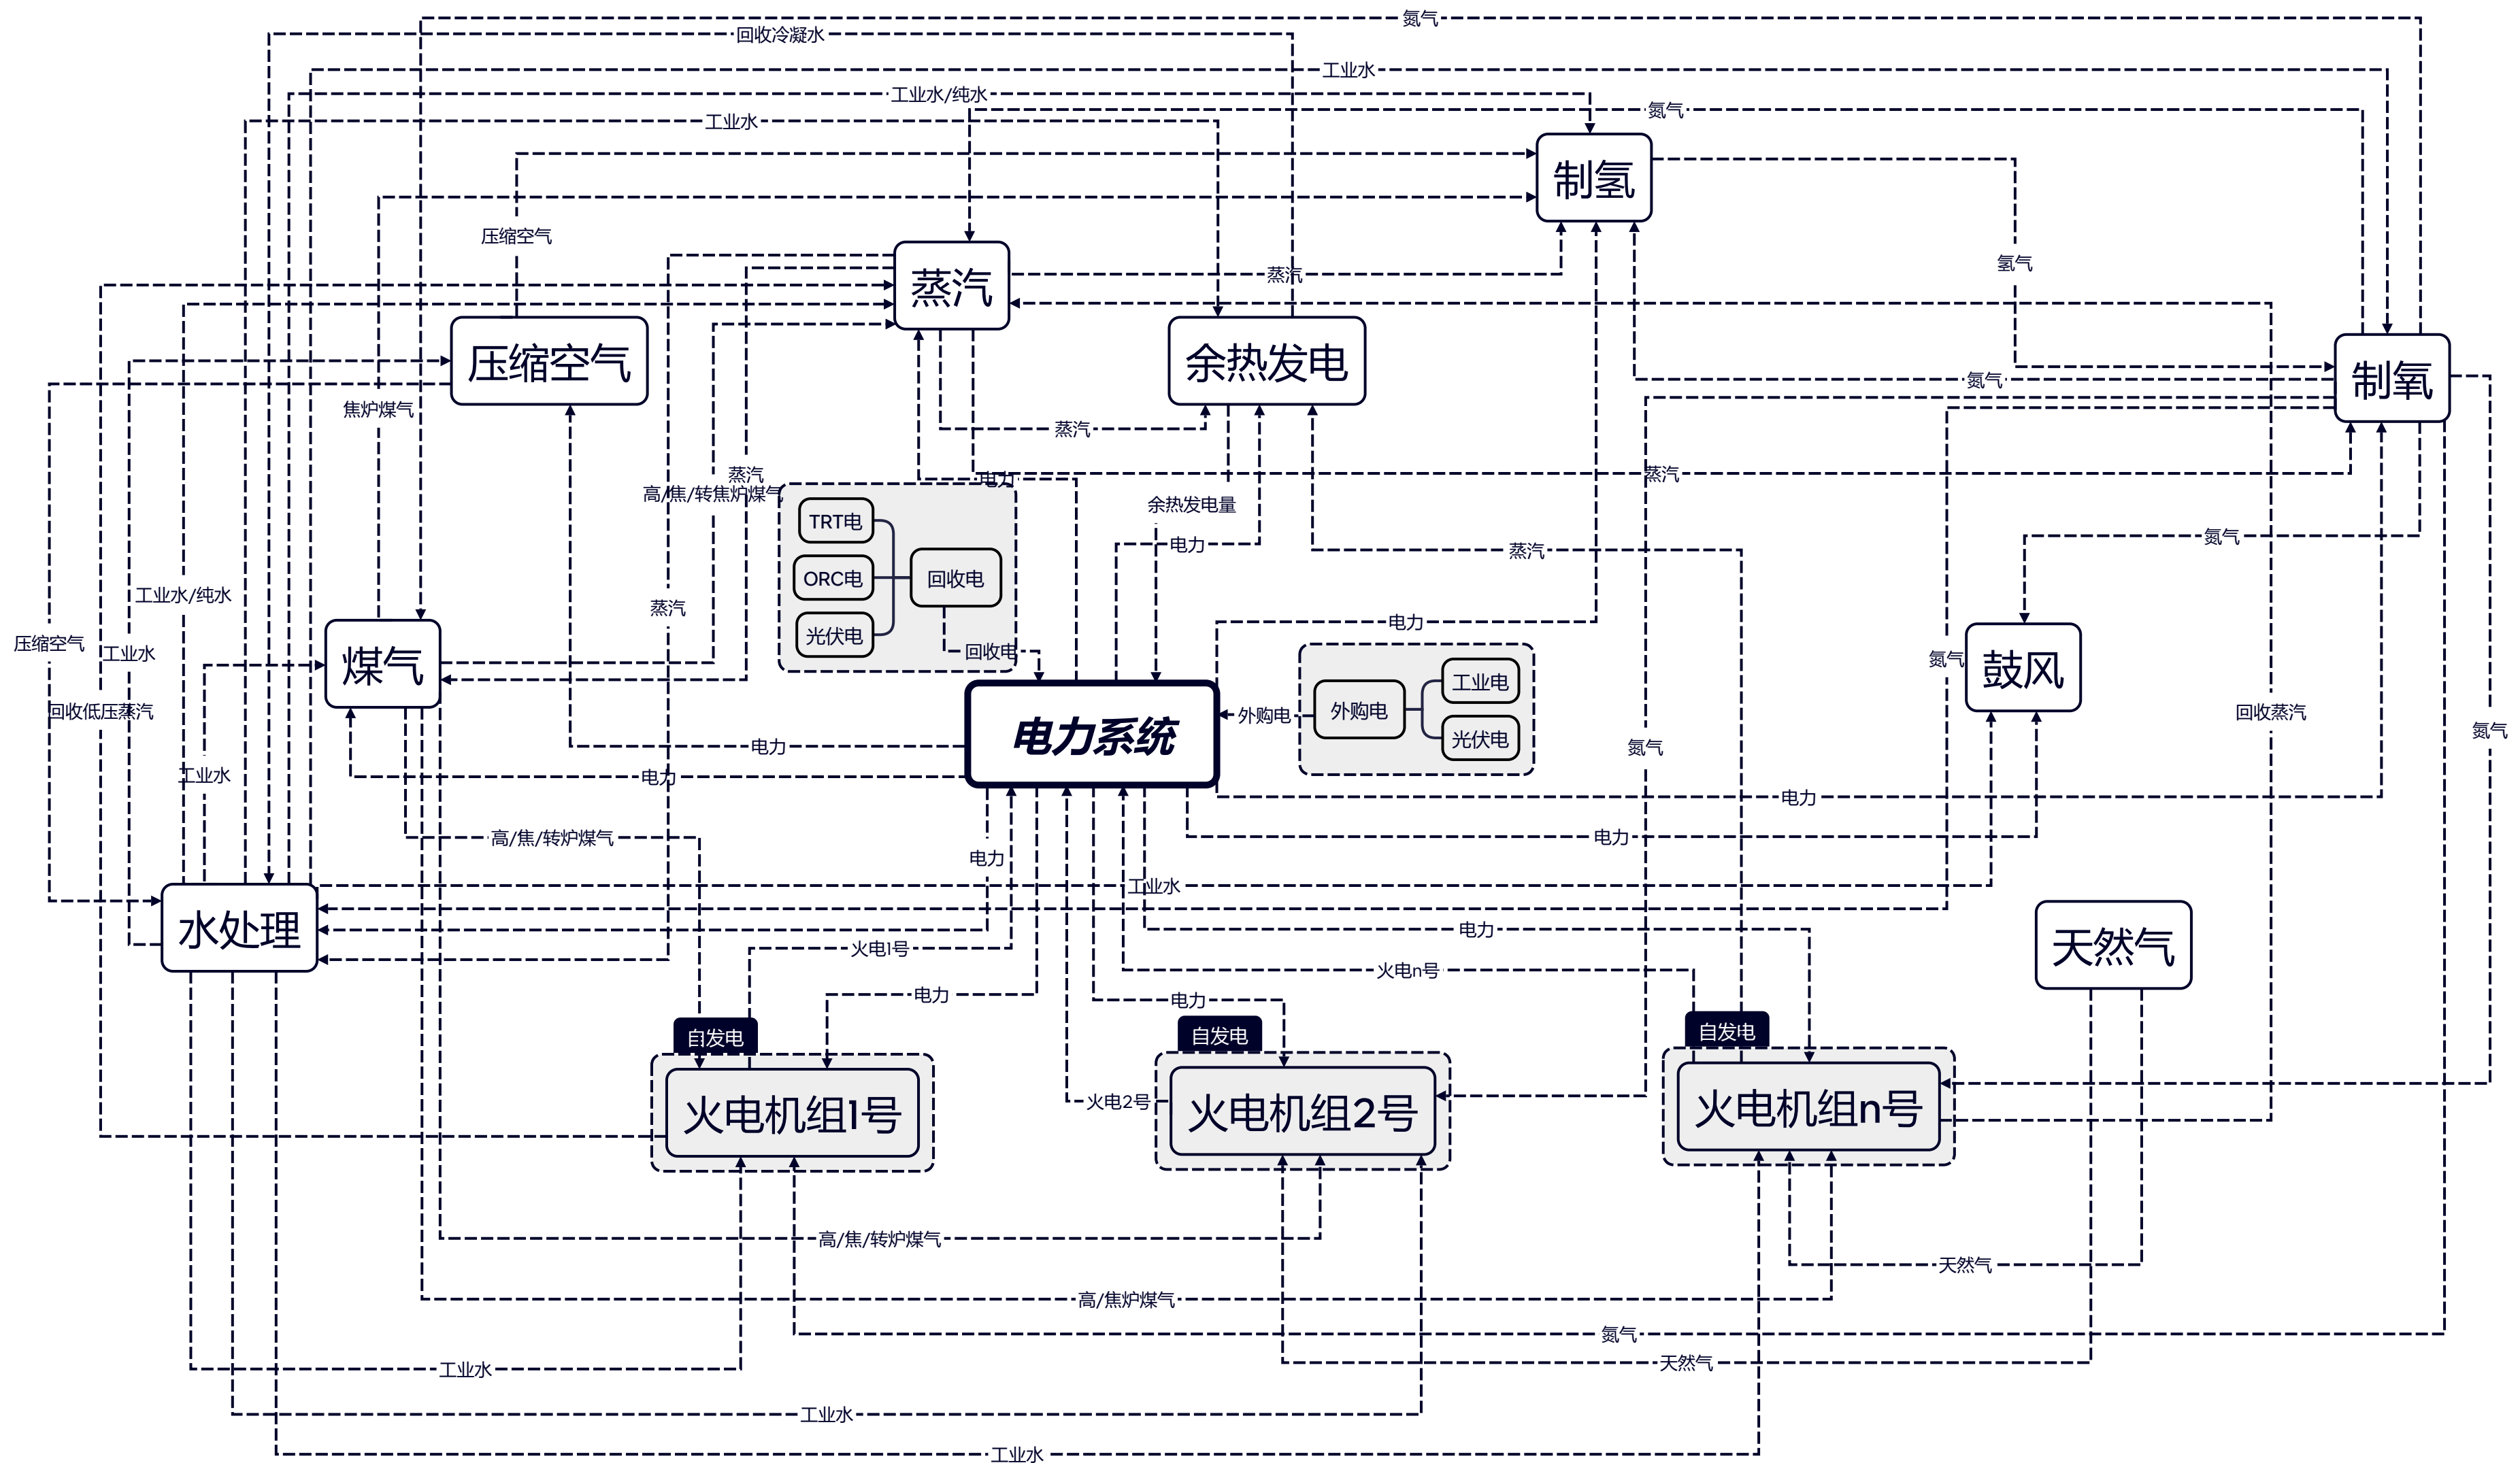 氮气
回收冷凝水
工业水
工业水/纯水
氮气
工业水
制氢
压缩空气
蒸汽
蒸汽
氢气
压缩空气
余热发电
制氧
氮气
焦炉煤气
蒸汽
蒸汽
电力
蒸汽
高/焦/转焦炉煤气
余热发电量
TRT电
氮气
电力
蒸汽
ORC电
回收电
工业水/纯水
蒸汽
电力
光伏电
压缩空气
工业水
煤气
回收电
氮气
鼓风
工业电
回收低压蒸汽
外购电
外购电
回收蒸汽
电力系统
氮气
光伏电
电力
氮气
工业水
电力
电力
高/焦/转炉煤气
电力
电力
工业水
水处理
火电1号
电力
天然气
火电n号
电力
电力
自发电
自发电
自发电
火电机组1号
火电2号
火电机组2号
火电机组n号
高/焦/转炉煤气
天然气
高/焦炉煤气
氮气
天然气
工业水
工业水
工业水